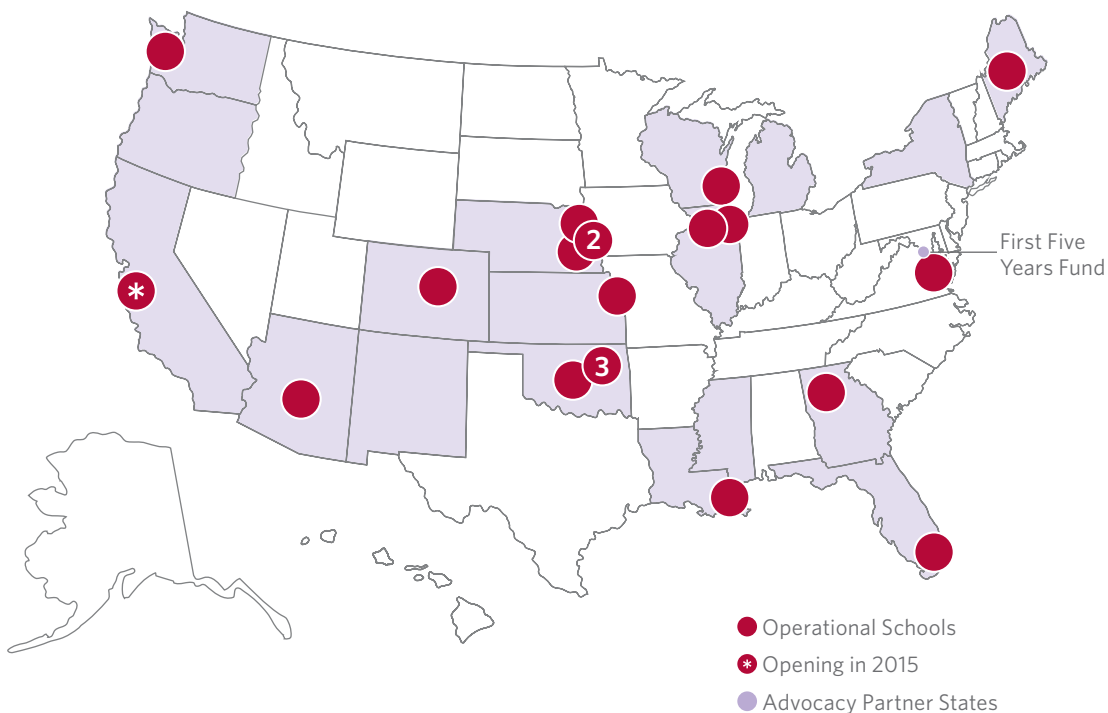 2
First Five
Years Fund
*
3
Operational Schools
* Opening in 2015
Advocacy Partner States